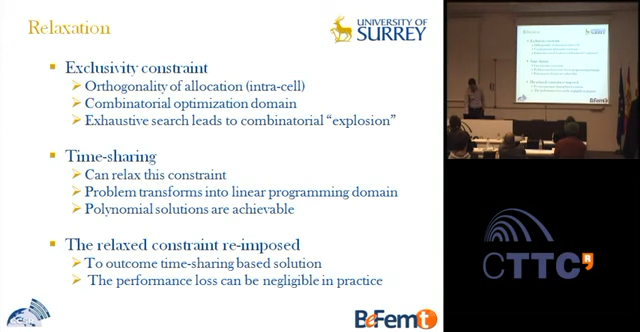 Relaxation
UNIVERSITY OF
SURREY
Exclusivity constraint
Orthogonality of allocation (intra-cell)
Combinatorial optimization domain
Exhaustive search leads to combinatorial “explosion”
Time-sharing
Can relax this constraint
Problem transforms into linear programming domain
Polynomial solutions are achievable
The relaxed constraint re-imposed
To outcome time-sharing based solution
The performance loss can be negligible in practice
BeFemt
CTTC